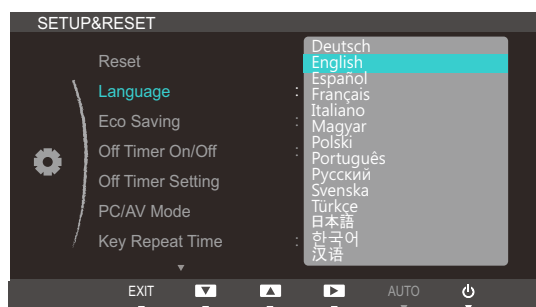 SETUP&RESET
Reset
Language :
Eco Saving :
Off Timer On/Off :
Off Timer Setting
PC/AV Mode
Key Repeat Time :
Deutsch
English
Español
Français
Italiano
Magyar
Polski
Português
Русский
Svenska
Türkçe
日本語
한국어
汉语
EXIT
AUTO